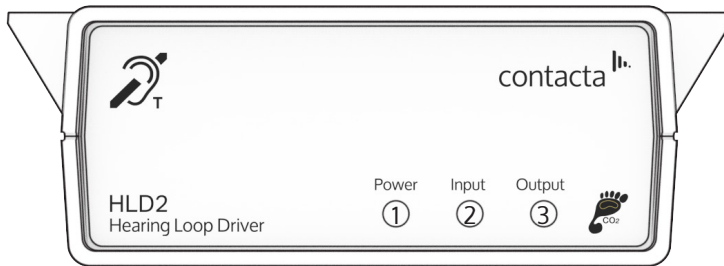 T
contacta
Power Input Output
① ② ③
HLD2
Hearing Loop Driver
CO₂